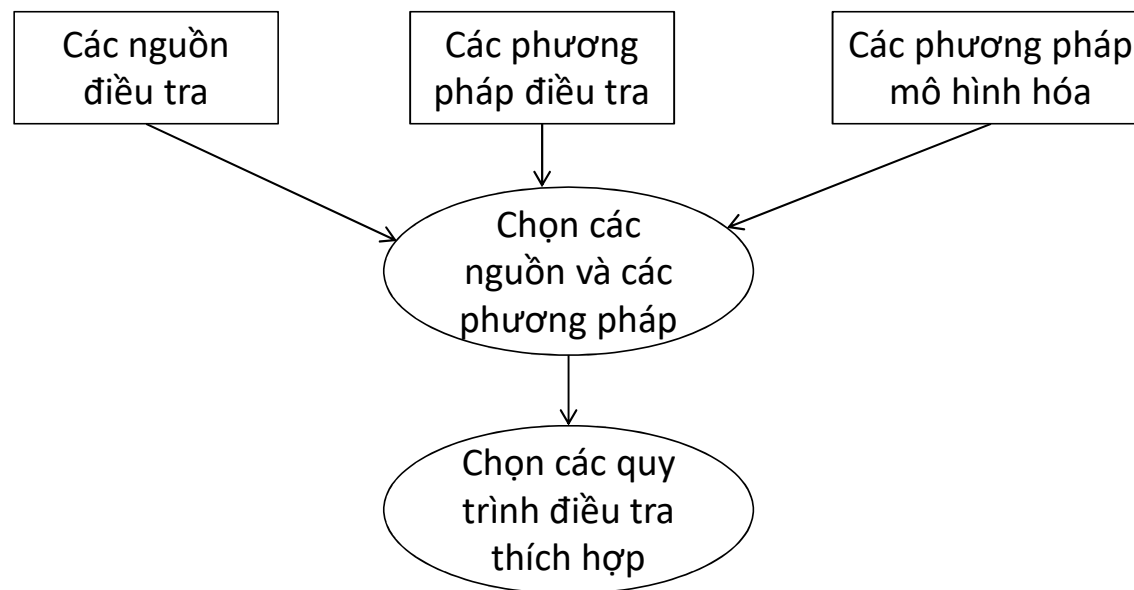 Các nguồn
điều tra
Các phương
pháp điều tra
Các phương pháp
mô hình hóa
Chọn các
nguồn và các
phương pháp
Chọn các quy
trình điều tra
thích hợp